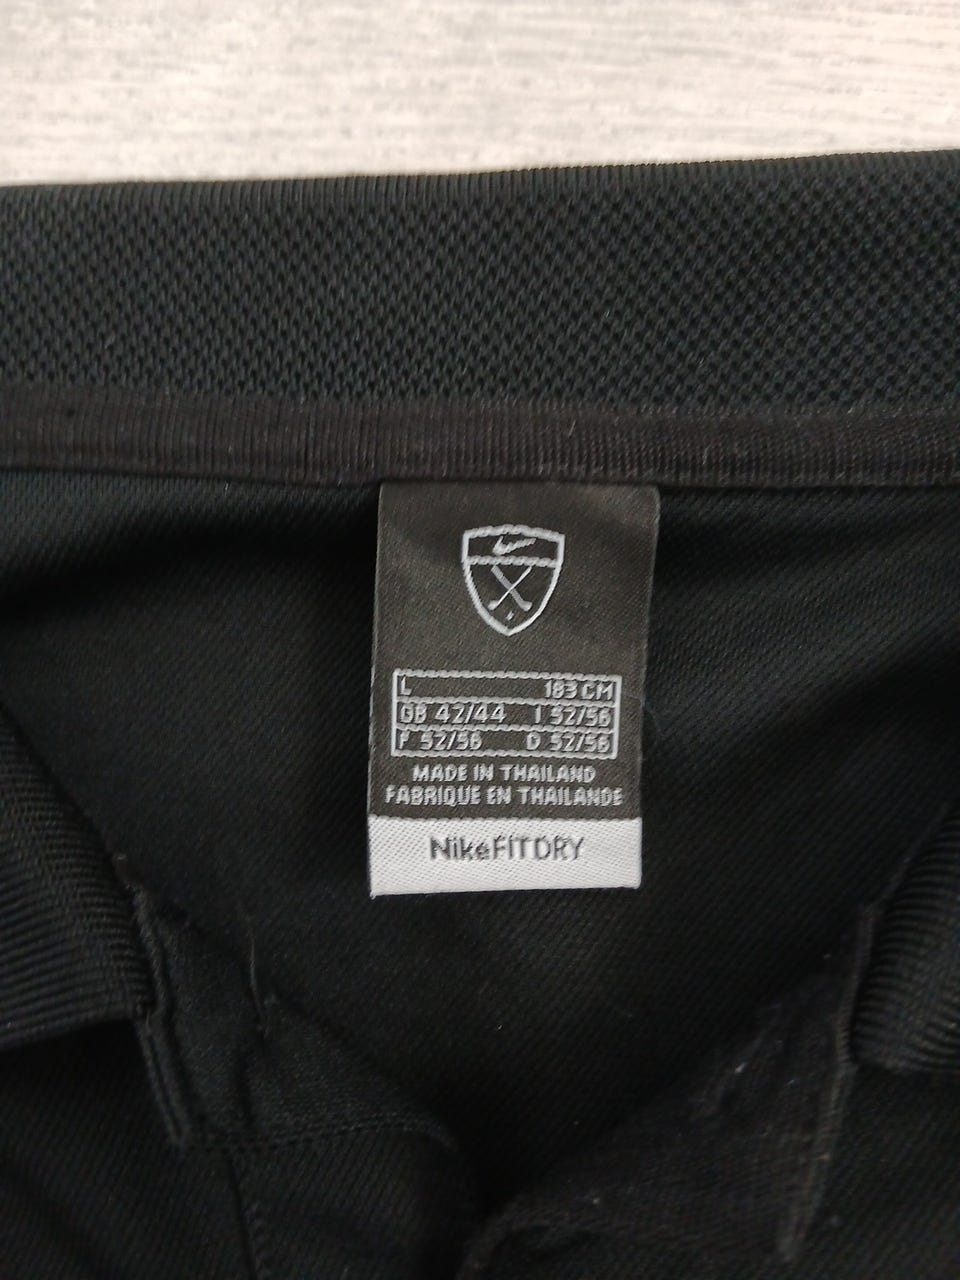 L 183 CM
GB 42/44 I 52/56
F 52/56 D 52/56
MADE IN THAILAND
FABRIQUE EN THAILANDE
NikeFITDRY